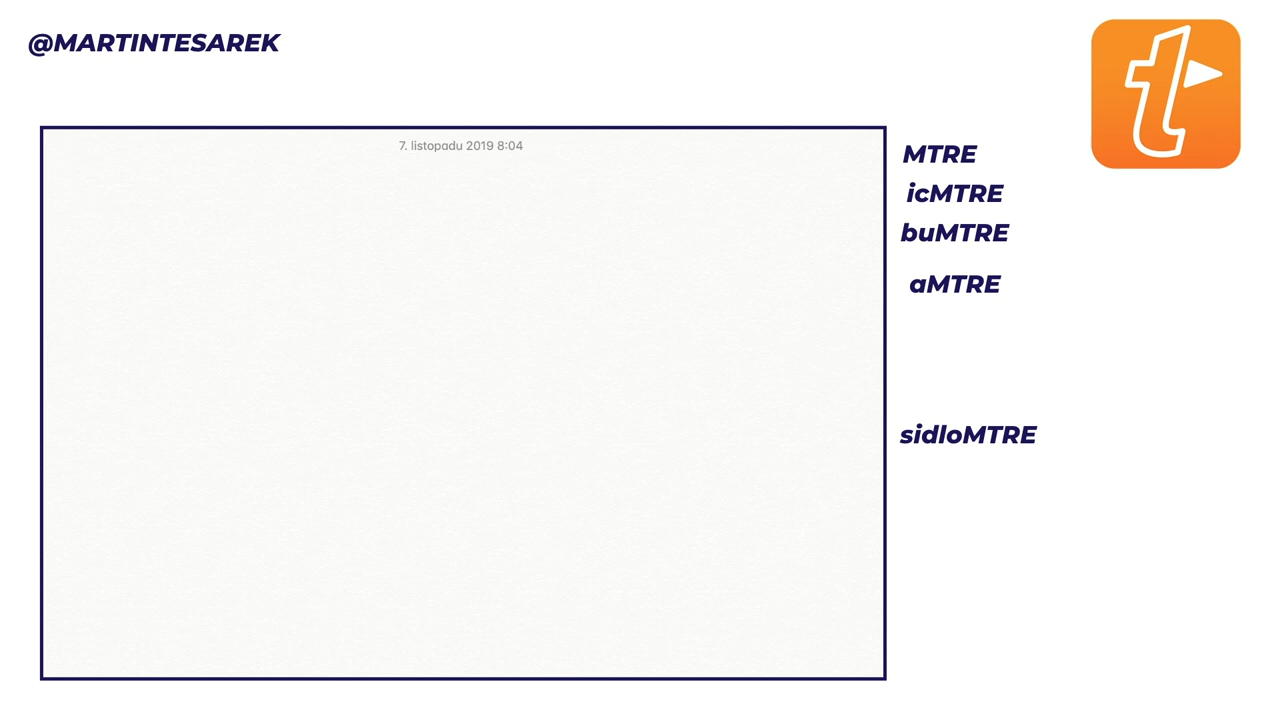 @MARTINTESAREK
t
7. listopadu 2019 8:04
MTRE
icMTRE
buMTRE
aMTRE
sidloMTRE